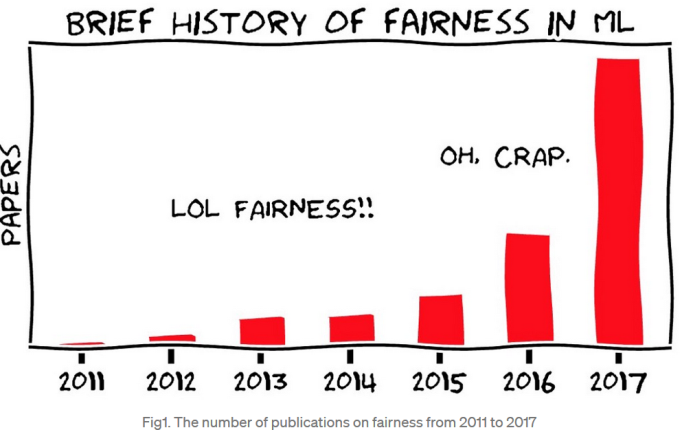 BRIEF HISTORY OF FAIRNESS IN ML
PAPERS
OH, CRAP.
LOL FAIRNESS!!
2011 2012 2013 2014 2015 2016 2017
Fig1. The number of publications on fairness from 2011 to 2017